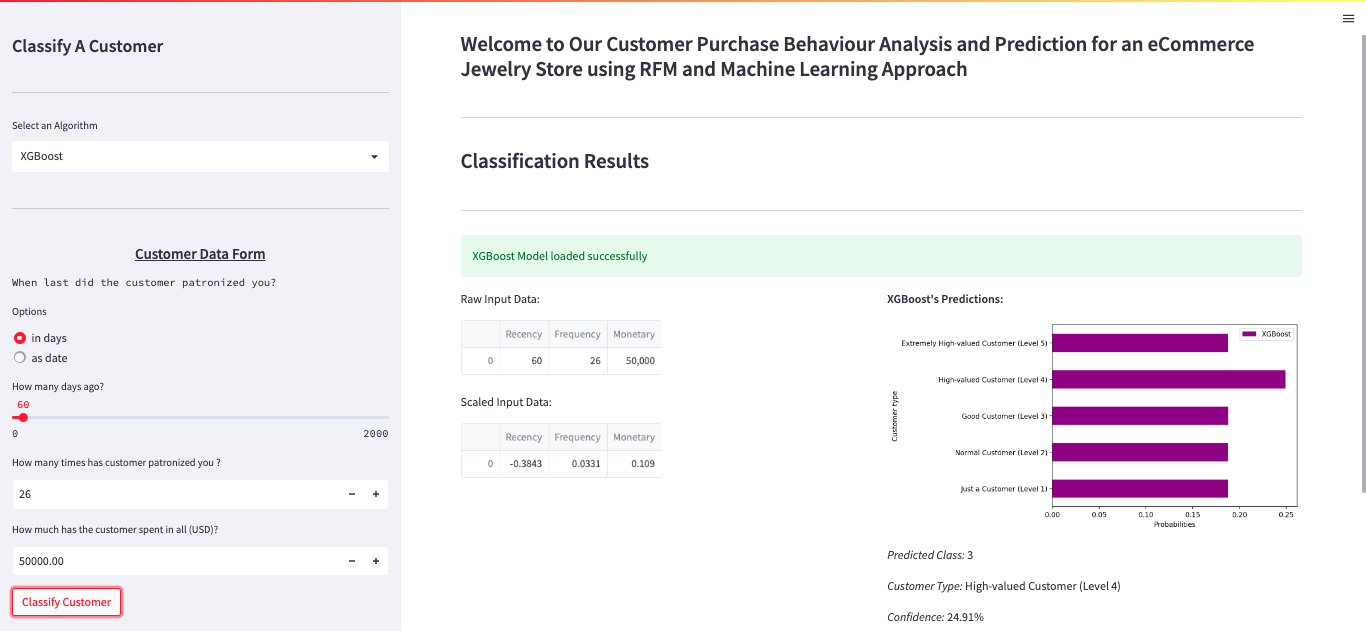 Classify A Customer
Select an Algorithm
XGBoost
Customer Data Form
When last did the customer patronized you?
Options
in days
as date
How many days ago?
60
0 2000
How many times has customer patronized you ?
26 − +
How much has the customer spent in all (USD)?
50000.00 − +
Classify Customer
Welcome to Our Customer Purchase Behaviour Analysis and Prediction for an eCommerce
Jewelry Store using RFM and Machine Learning Approach
Classification Results
XGBoost Model loaded successfully
Raw Input Data:
Recency Frequency Monetary
0 60 26 50,000
Scaled Input Data:
Recency Frequency Monetary
0 -0.3843 0.0331 0.109
XGBoost's Predictions:
XGBoost
Customer type
Extremely High-valued Customer (Level 5)
High-valued Customer (Level 4)
Good Customer (Level 3)
Normal Customer (Level 2)
Just a Customer (Level 1)
0.00 0.05 0.10 0.15 0.20 0.25
Probabilities
Predicted Class: 3
Customer Type: High-valued Customer (Level 4)
Confidence: 24.91%